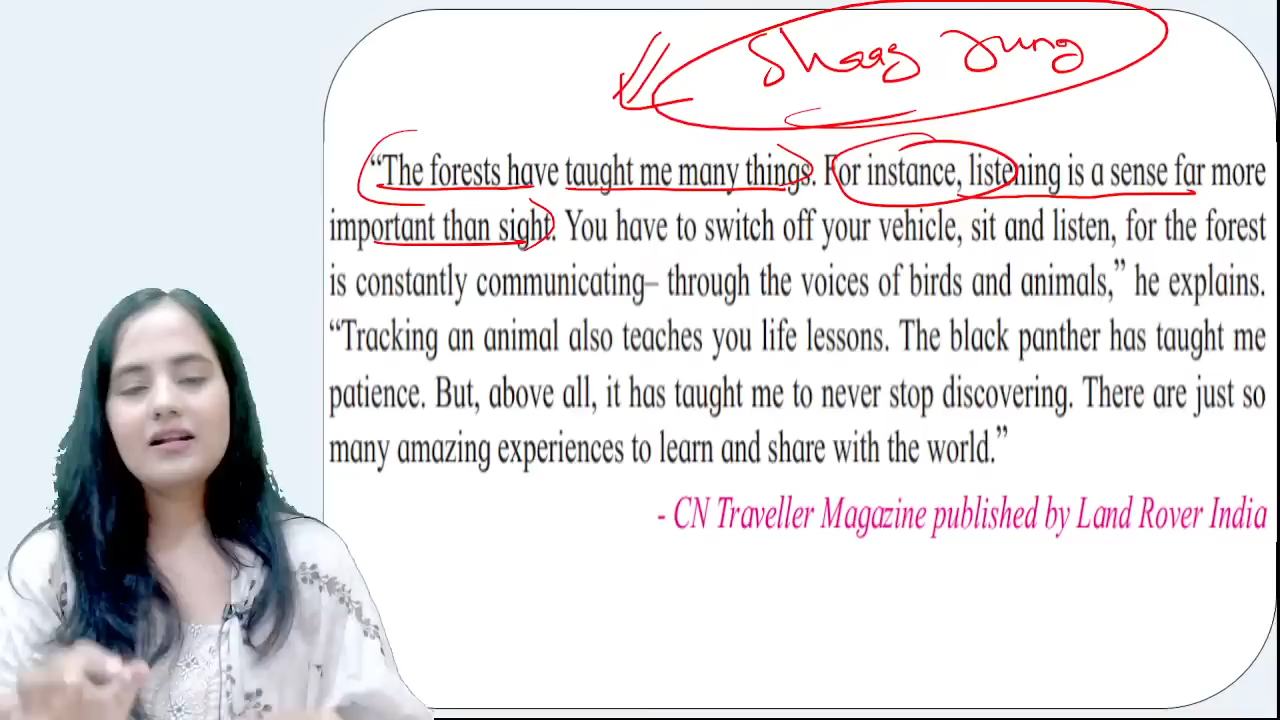 Shaaz Jung
“The forests have taught me many things. For instance, listening is a sense far more
important than sight. You have to switch off your vehicle, sit and listen, for the forest
is constantly communicating– through the voices of birds and animals,” he explains.
“Tracking an animal also teaches you life lessons. The black panther has taught me
patience. But, above all, it has taught me to never stop discovering. There are just so
many amazing experiences to learn and share with the world.”
- CN Traveller Magazine published by Land Rover India